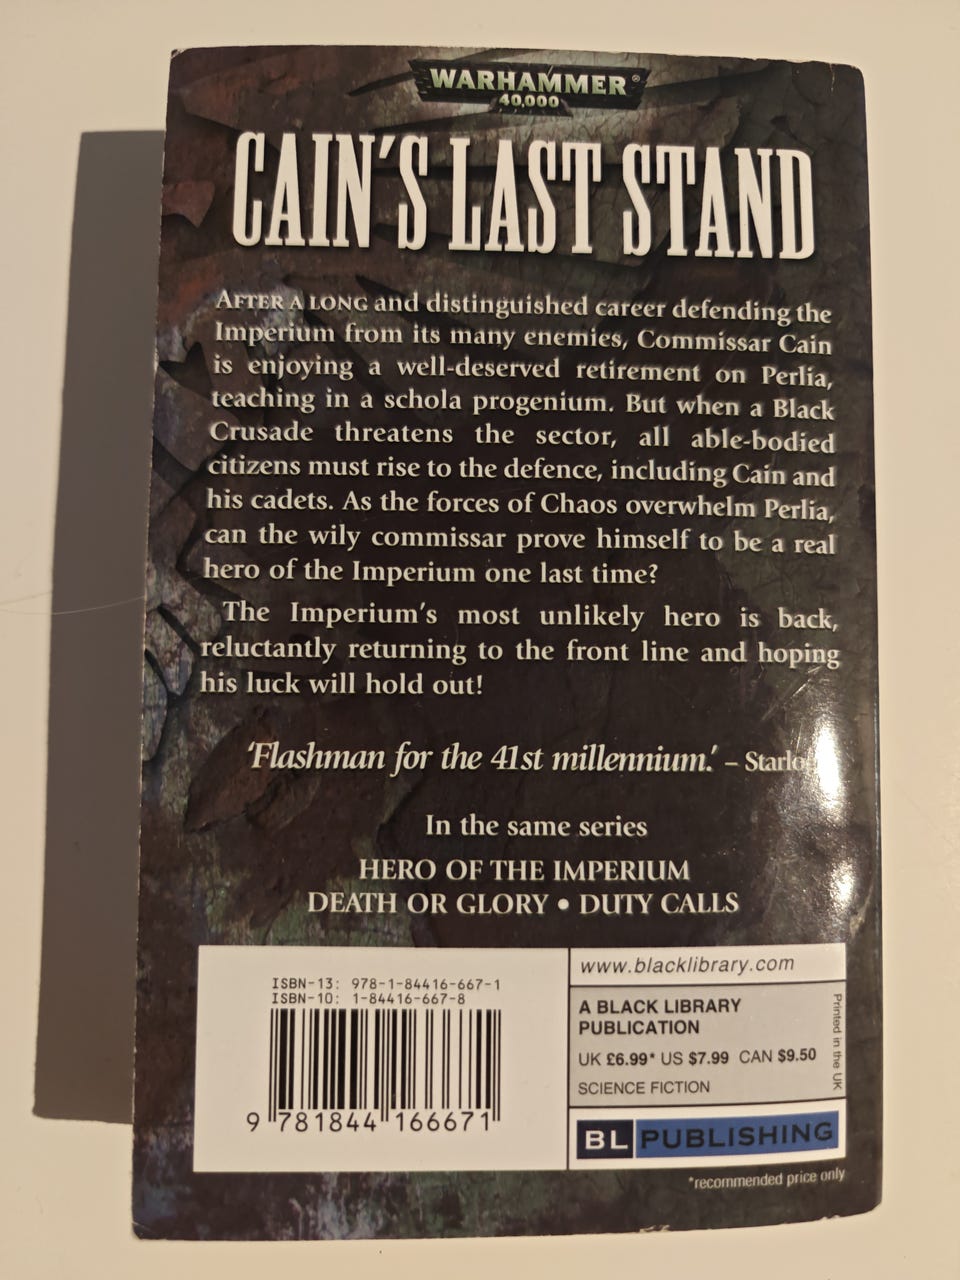 WARHAMMER®
40,000
CAIN'S LAST STAND
AFTER A LONG and distinguished career defending the
Imperium from its many enemies, Commissar Cain
is enjoying a well-deserved retirement on Perlia,
teaching in a schola progenium. But when a Black
Crusade threatens the sector, all able-bodied
citizens must rise to the defence, including Cain and
his cadets. As the forces of Chaos overwhelm Perlia,
can the wily commissar prove himself to be a real
hero of the Imperium one last time?
The Imperium's most unlikely hero is back,
reluctantly returning to the front line and hoping
his luck will hold out!
'Flashman for the 41st millennium.' –
In the same series
HERO OF THE IMPERIUM
DEATH OR GLORY • DUTY CALLS
ISBN-13: 978-1-84416-667-1
ISBN-10: 1-84416-667-8
9 781844 166671
www.blacklibrary.com
A BLACK LIBRARY
PUBLICATION
UK £6.99* US $7.99 CAN $9.50
SCIENCE FICTION
Printed in the UK
BL PUBLISHING
*recommended price only